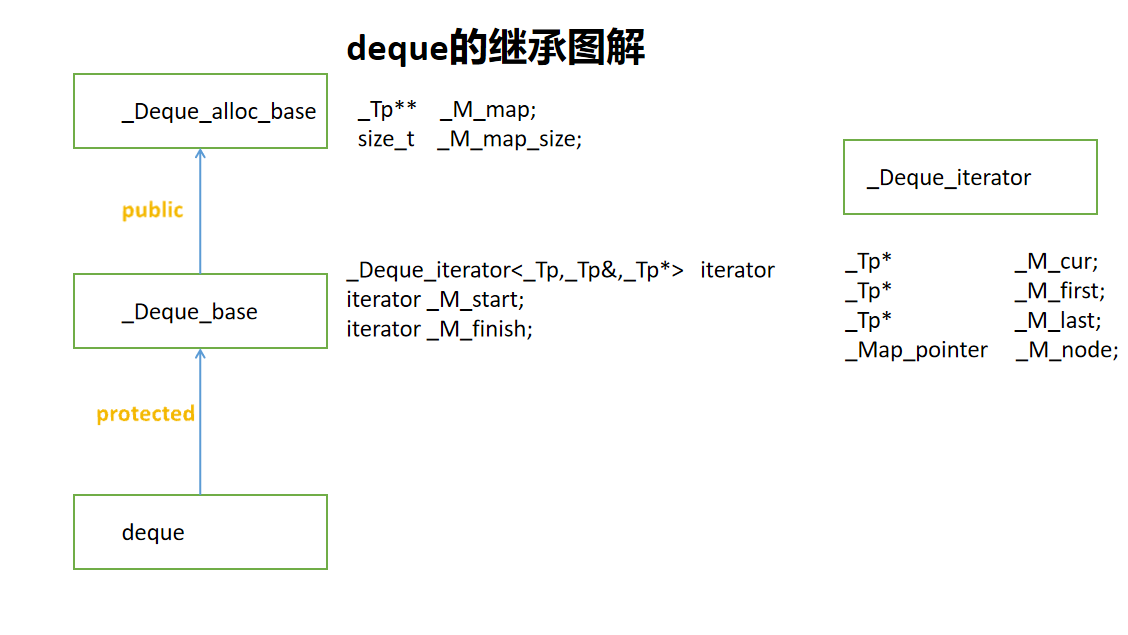 deque的继承图解
_Deque_alloc_base
_Tp** _M_map;
size_t _M_map_size;
public
_Deque_base
_Deque_iterator<_Tp,_Tp&,_Tp*> iterator
iterator _M_start;
iterator _M_finish;
protected
deque
_Deque_iterator
_Tp* _M_cur;
_Tp* _M_first;
_Tp* _M_last;
_Map_pointer _M_node;